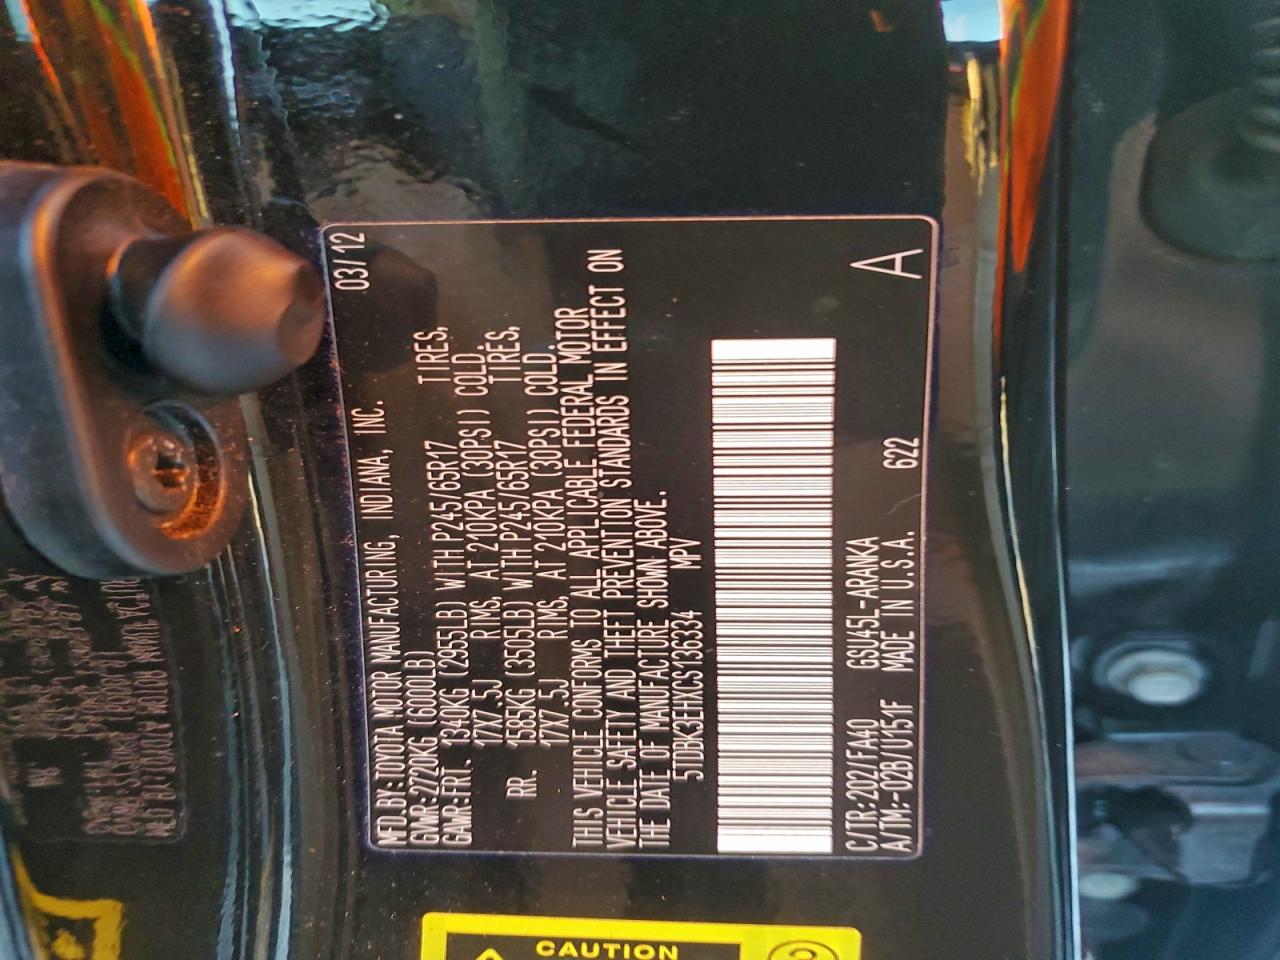 MFD.BY:TOYOTA MOTOR MANUFACTURING, INDIANA, INC. 03/12
GVWR:2720KG (6000LB)
GAWR:FRT. 1340KG (2955LB) WITH P245/65R17 TIRES,
17X7.5J RIMS, AT 210KPA (30PSI) COLD.
RR. 1585KG (3505LB) WITH P245/65R17 TIRES,
17X7.5J RIMS, AT 210KPA (30PSI) COLD.
THIS VEHICLE CONFORMS TO ALL APPLICABLE FEDERAL MOTOR
VEHICLE SAFETY AND THEFT PREVENTION STANDARDS IN EFFECT ON
THE DATE OF MANUFACTURE SHOWN ABOVE.
5TDBK3EHXCS136334 MPV
C/TR:202/FA40 GSU45L-ARANKA
A/TM:-02B/U151F MADE IN U.S.A. 622 A
CAUTION